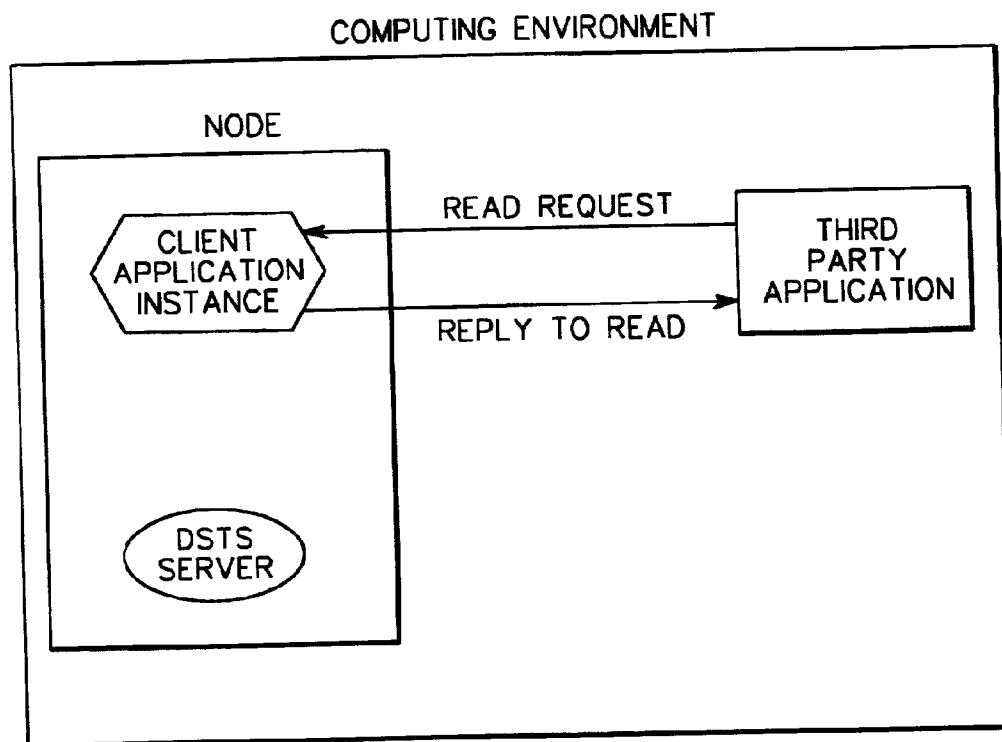 COMPUTING ENVIRONMENT
NODE
CLIENT
APPLICATION
INSTANCE
READ REQUEST
REPLY TO READ
THIRD
PARTY
APPLICATION
DSTS
SERVER